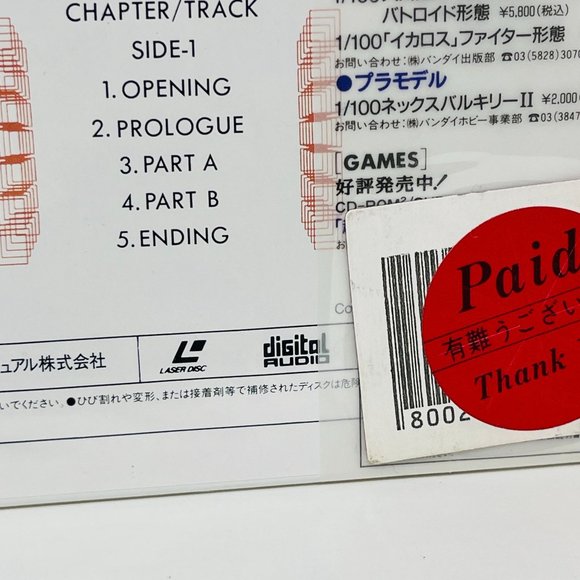 CHAPTER/TRACK
SIDE-1
1. OPENING
2. PROLOGUE
3. PART A
4. PART B
5. ENDING
バトロイド形態 ¥5,800(税込)
1/100「イカロス」ファイター形態
お問い合わせ:㈱バンダイ出版部 ☎03(5828)3070
●プラモデル
1/100ネックスバルキリーII ¥2,000
お問い合わせ:㈱バンダイホビー事業部 ☎03(3847
[GAMES]
好評発売中!
Paid
有難うござい
Thank
8002
ュアル株式会社
LASER DISC
digital
AUDIO
いでください。●ひび割れや変形、または接着剤等で補修されたディスクは危険